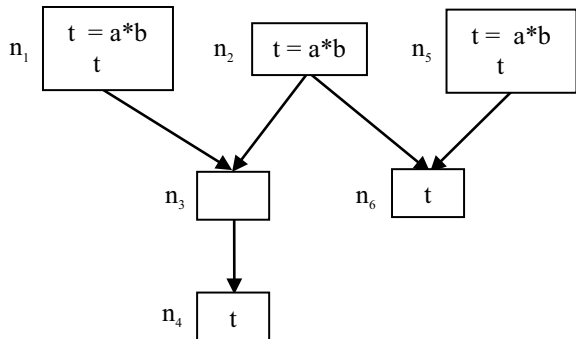 n₁
t = a*b
t
n₂
t = a*b
n₅
t = a*b
t
n₃
n₆
t
n₄
t